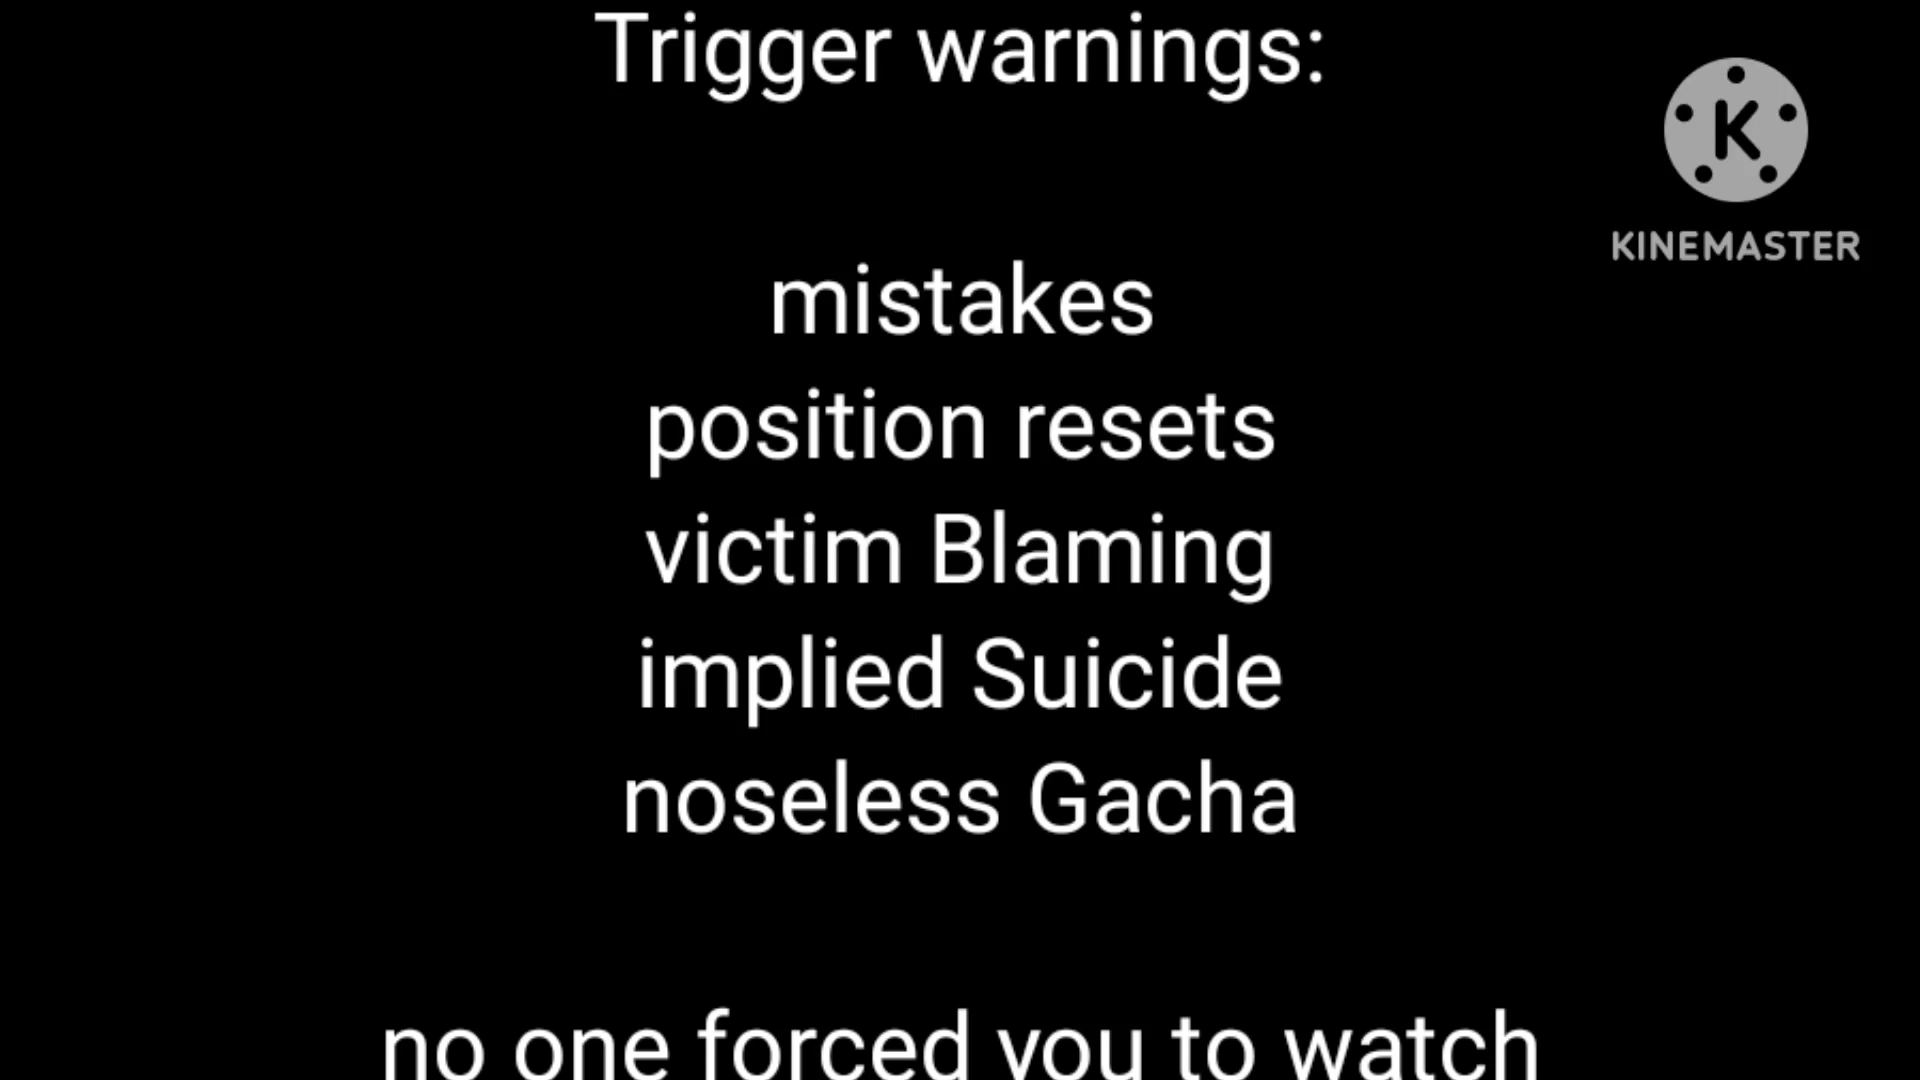 Trigger warnings:
K
KINEMASTER
mistakes
position resets
victim Blaming
implied Suicide
noseless Gacha
no one forced you to watch